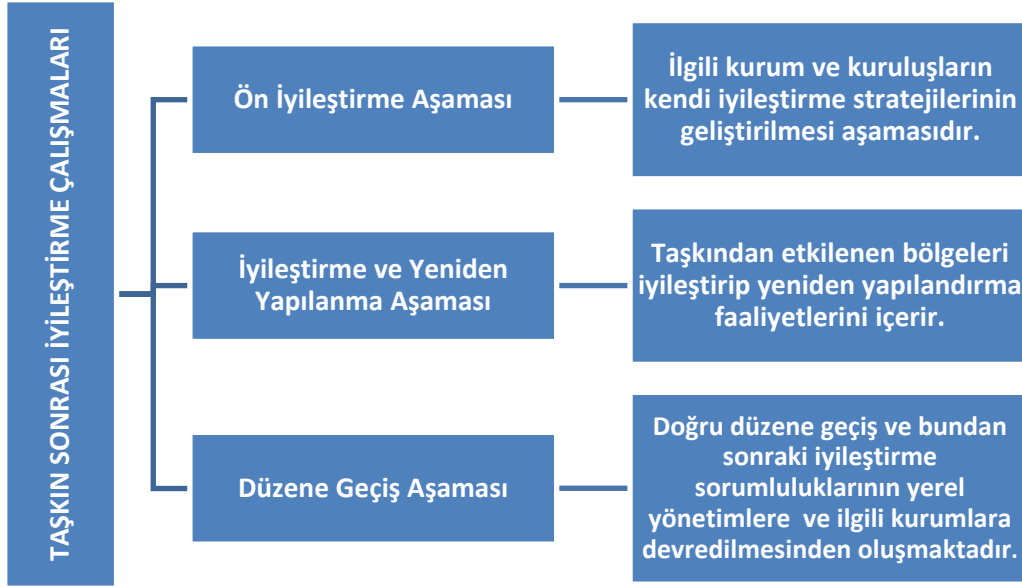 TAŞKIN SONRASI İYİLEŞTİRME ÇALIŞMALARI
Ön İyileştirme Aşaması
İlgili kurum ve kuruluşların
kendi iyileştirme stratejilerinin
geliştirilmesi aşamasıdır.
İyileştirme ve Yeniden
Yapılanma Aşaması
Taşkından etkilenen bölgeleri
iyileştirip yeniden yapılandırma
faaliyetlerini içerir.
Düzene Geçiş Aşaması
Doğru düzene geçiş ve bundan
sonraki iyileştirme
sorumluluklarının yerel
yönetimlere ve ilgili kurumlara
devredilmesinden oluşmaktadır.